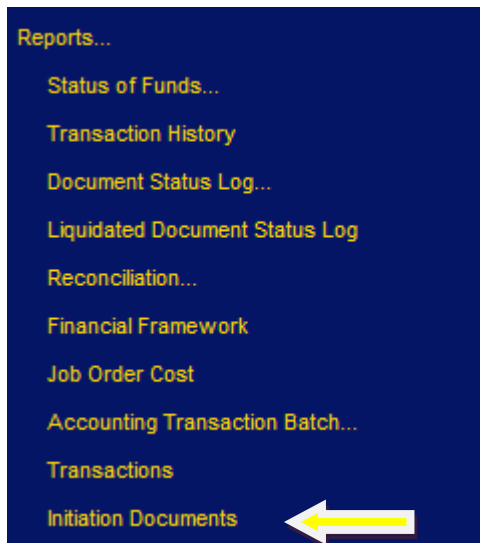 Reports...
Status of Funds...
Transaction History
Document Status Log...
Liquidated Document Status Log
Reconciliation...
Financial Framework
Job Order Cost
Accounting Transaction Batch...
Transactions
Initiation Documents